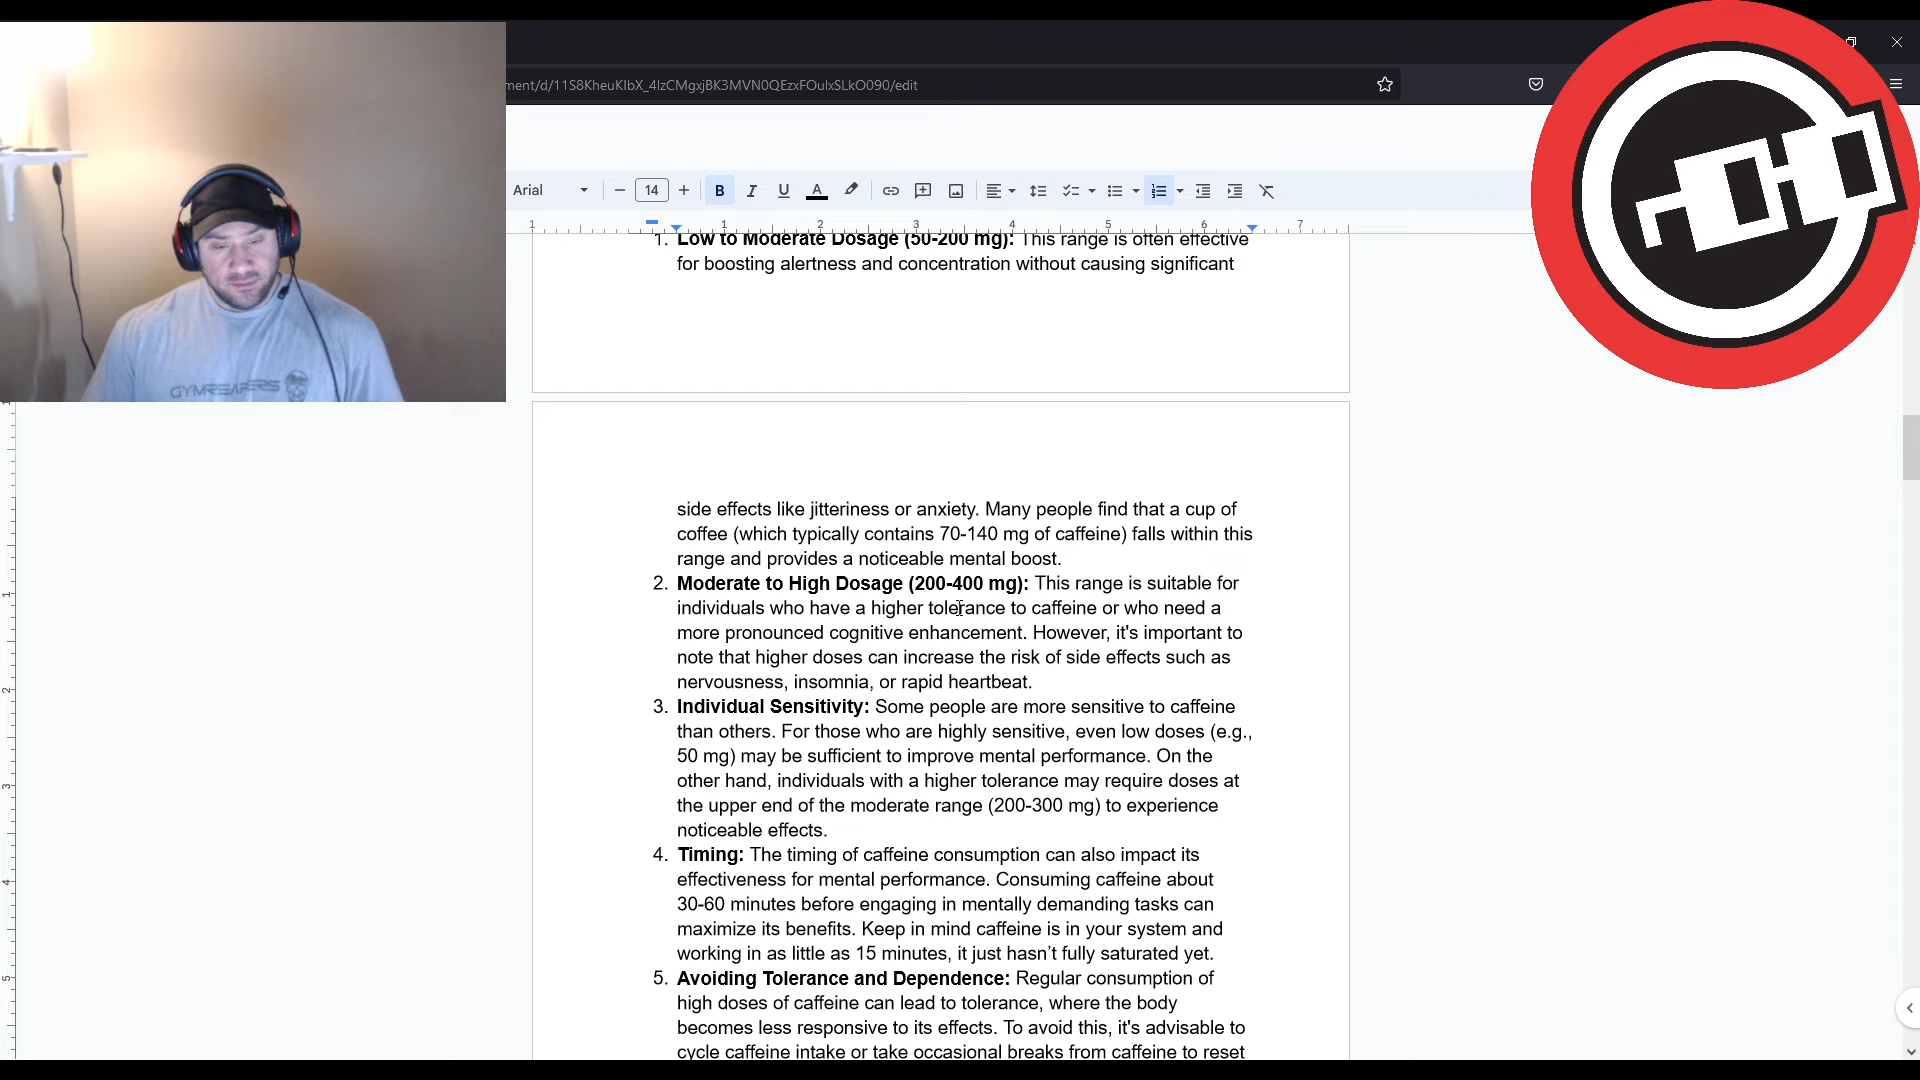 ment/d/11S8KheuKIbX_4lzCMgxjBK3MVN0QEzxFOulxSLkO090/edit
Arial
14
B I U A
1 1 2 3 4 5 6 7
1. Low to Moderate Dosage (50-200 mg): This range is often effective
for boosting alertness and concentration without causing significant
GYMREAPERS
side effects like jitteriness or anxiety. Many people find that a cup of
coffee (which typically contains 70-140 mg of caffeine) falls within this
range and provides a noticeable mental boost.
2. Moderate to High Dosage (200-400 mg): This range is suitable for
individuals who have a higher tolerance to caffeine or who need a
more pronounced cognitive enhancement. However, it's important to
note that higher doses can increase the risk of side effects such as
nervousness, insomnia, or rapid heartbeat.
3. Individual Sensitivity: Some people are more sensitive to caffeine
than others. For those who are highly sensitive, even low doses (e.g.,
50 mg) may be sufficient to improve mental performance. On the
other hand, individuals with a higher tolerance may require doses at
the upper end of the moderate range (200-300 mg) to experience
noticeable effects.
4. Timing: The timing of caffeine consumption can also impact its
effectiveness for mental performance. Consuming caffeine about
30-60 minutes before engaging in mentally demanding tasks can
maximize its benefits. Keep in mind caffeine is in your system and
working in as little as 15 minutes, it just hasn't fully saturated yet.
5. Avoiding Tolerance and Dependence: Regular consumption of
high doses of caffeine can lead to tolerance, where the body
becomes less responsive to its effects. To avoid this, it's advisable to
cycle caffeine intake or take occasional breaks from caffeine to reset